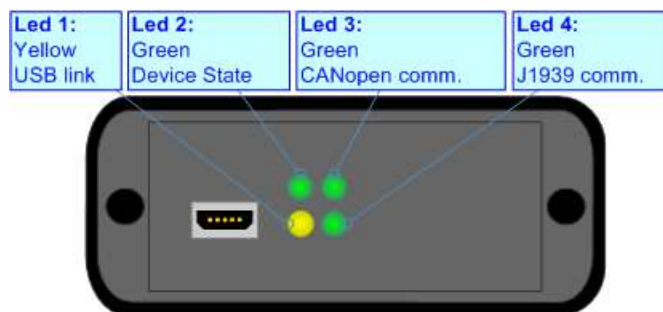 Led 1:
Yellow
USB link
Led 2:
Green
Device State
Led 3:
Green
CANopen comm.
Led 4:
Green
J1939 comm.